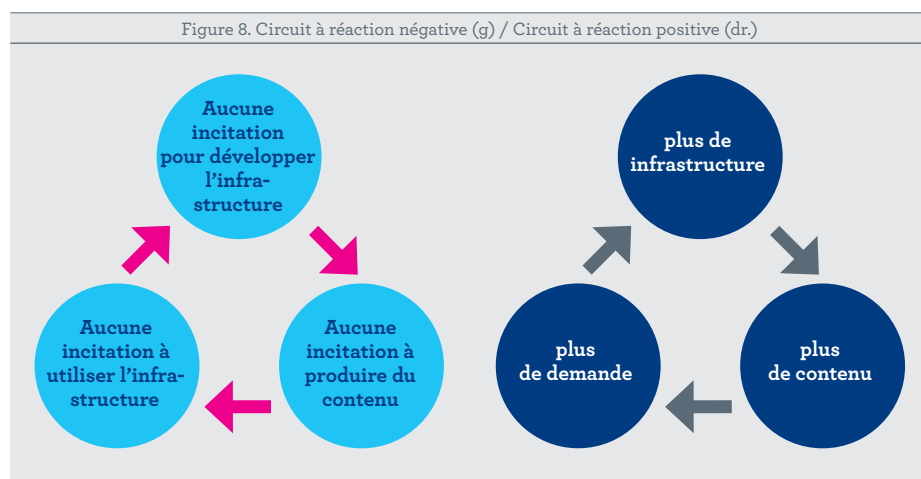 Figure 8. Circuit à réaction négative (g) / Circuit à réaction positive (dr.)
Aucune
incitation
pour développer
l’infra-
structure
Aucune
incitation à
utiliser l’infra-
structure
Aucune
incitation à
produire du
contenu
plus de
infrastructure
plus
de demande
plus
de contenu